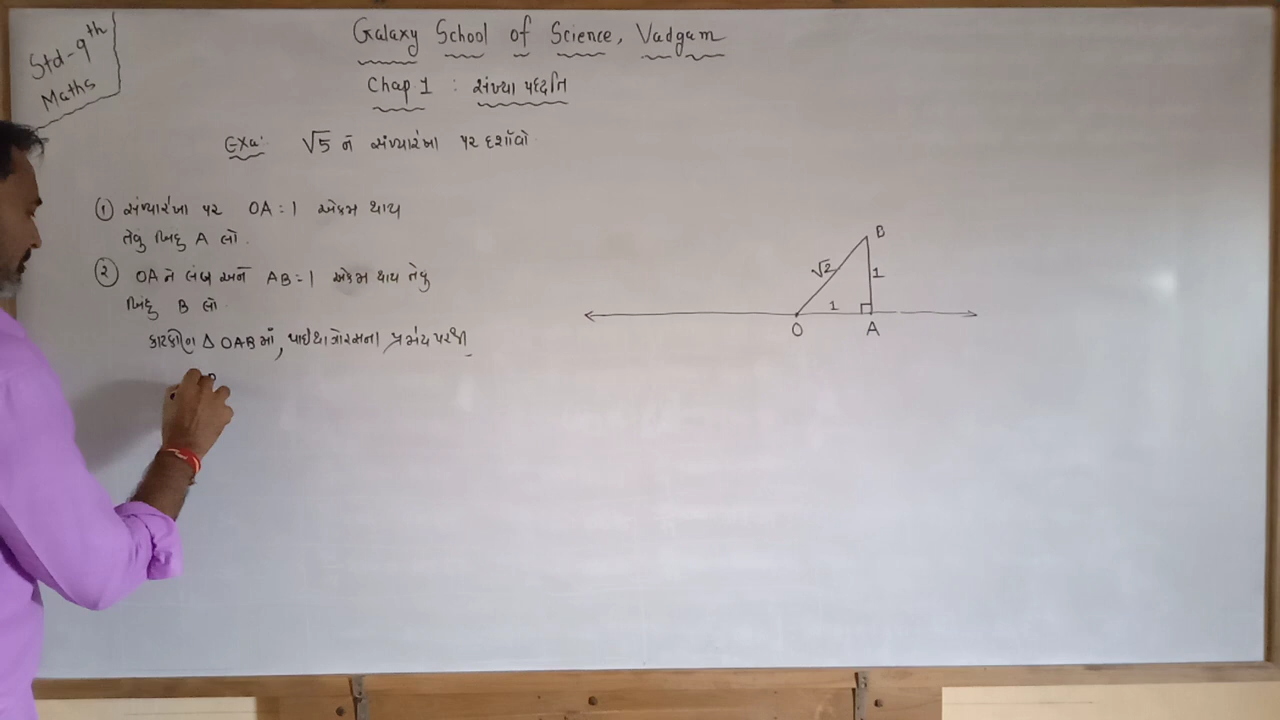 Std-9th
Maths
Galaxy School of Science, Vadgam
Chap 1 : સંખ્યા પદ્ધતિ
Exa: √5 ને સંખ્યારેખા પર દર્શાવો
① સંખ્યારેખા પર OA = 1 એકમ થાય
તેવું બિંદુ A લો.
② OA ને લંબ અને AB = 1 એકમ થાય તેવું
બિંદુ B લો.
કાટકોણ Δ OAB માં, પાઈથાગોરસના પ્રમેય પરથી
B
√2
1
1
O
A